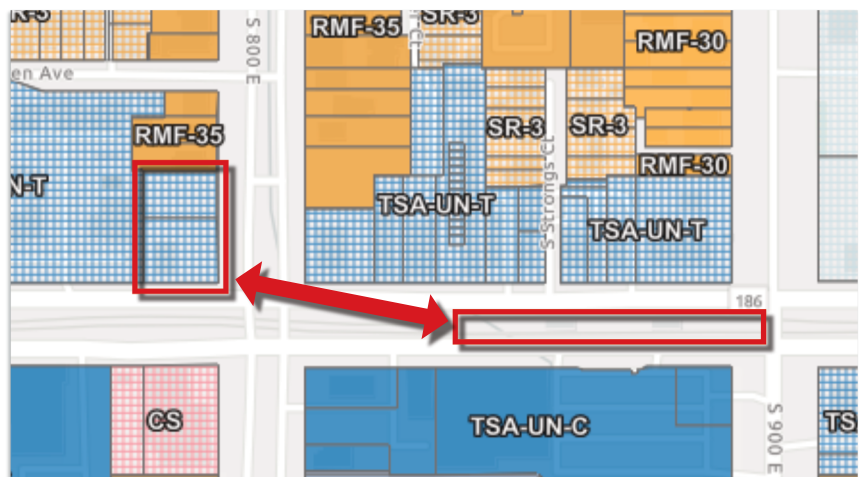 R-3
S 800 E
RMF-35
SR-3
RMF-30
en Ave
RMF-35
SR-3
SR-3
RMF-30
N-T
TSA-UN-T
S Strongs Ct
TSA-UN-T
186
CS
TSA-UN-C
S 900 E
TS